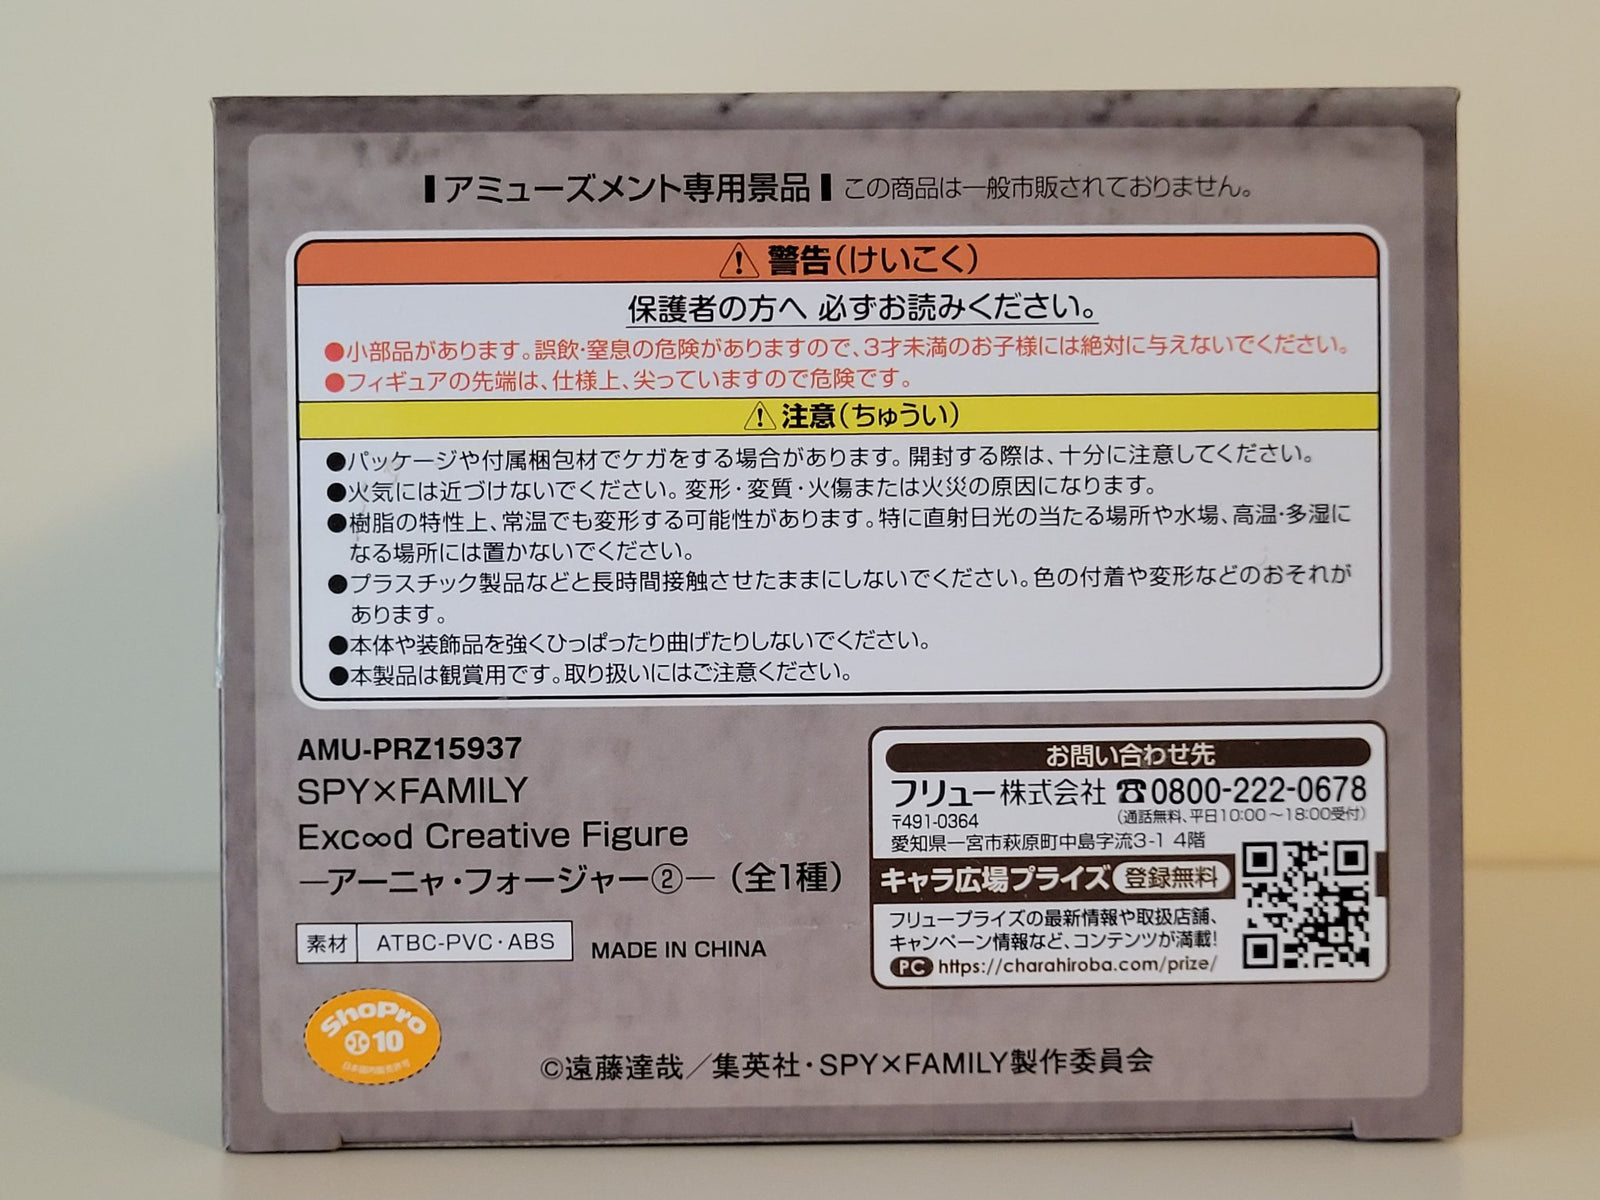 アミューズメント専用景品 この商品は一般市販されておりません。
⚠ 警告(けいこく)
保護者の方へ 必ずお読みください。
●小部品があります。誤飲・窒息の危険がありますので、3才未満のお子様には絶対に与えないでください。
●フィギュアの先端は、仕様上、尖っていますので危険です。
⚠ 注意(ちゅうい)
●パッケージや付属梱包材でケガをする場合があります。開封する際は、十分に注意してください。
●火気には近づけないでください。変形・変質・火傷または火災の原因になります。
●樹脂の特性上、常温でも変形する可能性があります。特に直射日光の当たる場所や水場、高温・多湿に
なる場所には置かないでください。
●プラスチック製品などと長時間接触させたままにしないでください。色の付着や変形などのおそれが
あります。
●本体や装飾品を強くひっぱったり曲げたりしないでください。
●本製品は観賞用です。取り扱いにはご注意ください。
AMU-PRZ15937
SPY×FAMILY
Exc∞d Creative Figure
―アーニャ・フォージャー②―（全1種）
素材 ATBC-PVC・ABS MADE IN CHINA
お問い合わせ先
フリュー株式会社 ☎0800-222-0678
〒491-0364 (通話無料、平日10:00～18:00受付)
愛知県一宮市萩原町中島字流3-1 4階
キャラ広場プライズ 登録無料
フリュープライズの最新情報や取扱店舗、
キャンペーン情報など、コンテンツが満載!
PC https://charahiroba.com/prize/
ShoPro
10
日本国内販売許可
©遠藤達哉／集英社・SPY×FAMILY製作委員会